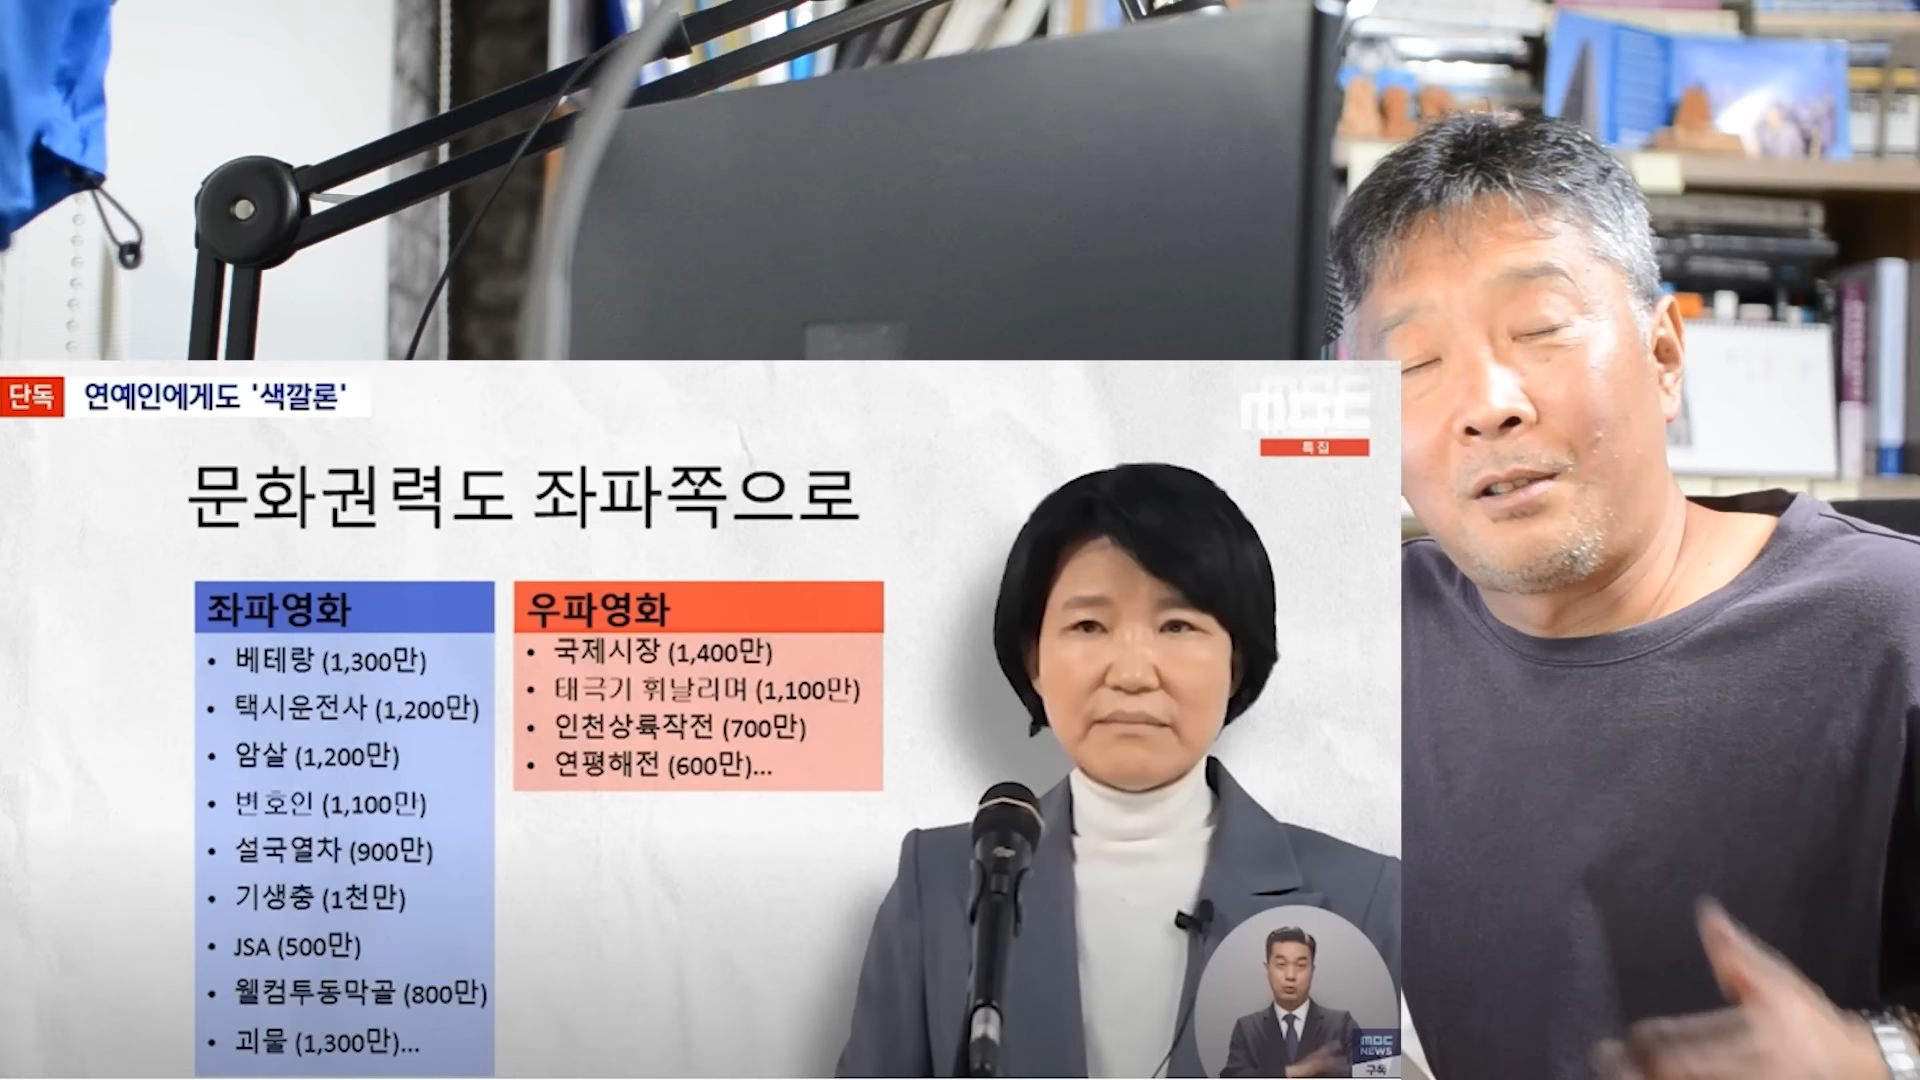 단독 연예인에게도 '색깔론'
MBC
특집
문화권력도 좌파쪽으로
좌파영화
• 베테랑 (1,300만)
• 택시운전사 (1,200만)
• 암살 (1,200만)
• 변호인 (1,100만)
• 설국열차 (900만)
• 기생충 (1천만)
• JSA (500만)
• 웰컴투동막골 (800만)
• 괴물 (1,300만)...
우파영화
• 국제시장 (1,400만)
• 태극기 휘날리며 (1,100만)
• 인천상륙작전 (700만)
• 연평해전 (600만)...
MBC
NEWS
구독